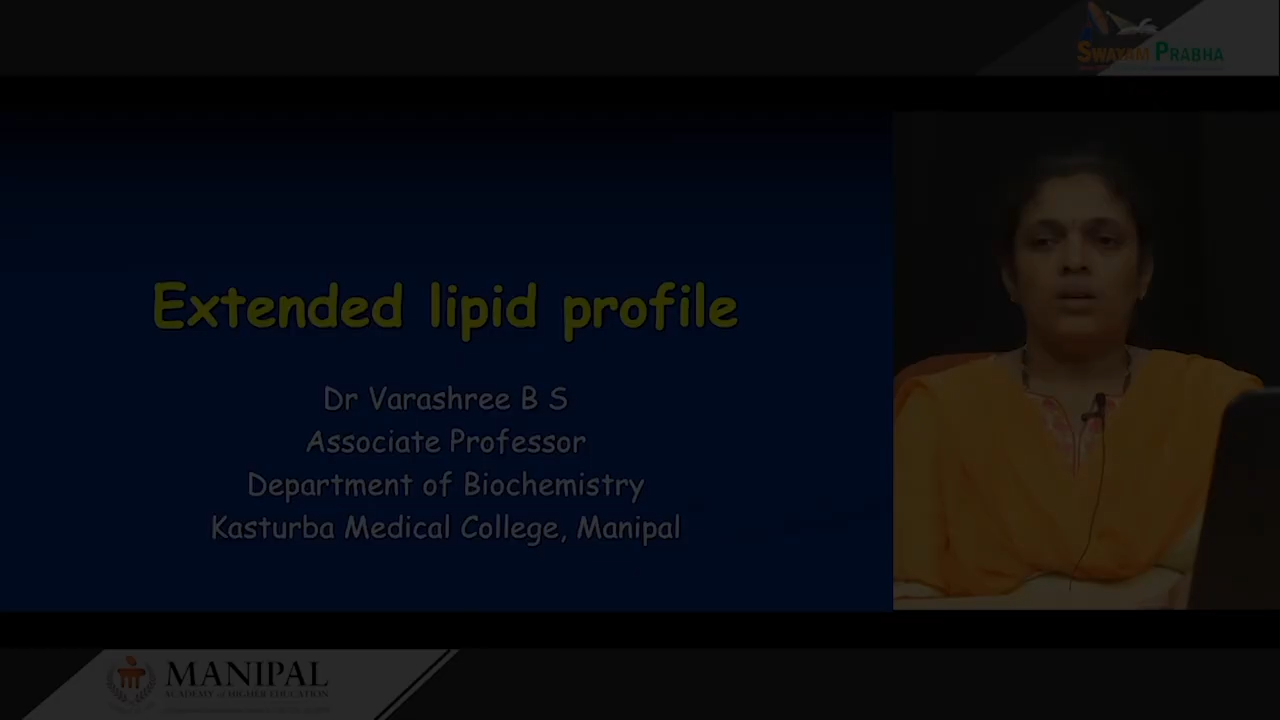 SWAYAM PRABHA
Extended lipid profile
Dr Varashree B S
Associate Professor
Department of Biochemistry
Kasturba Medical College, Manipal
MANIPAL
ACADEMY of HIGHER EDUCATION